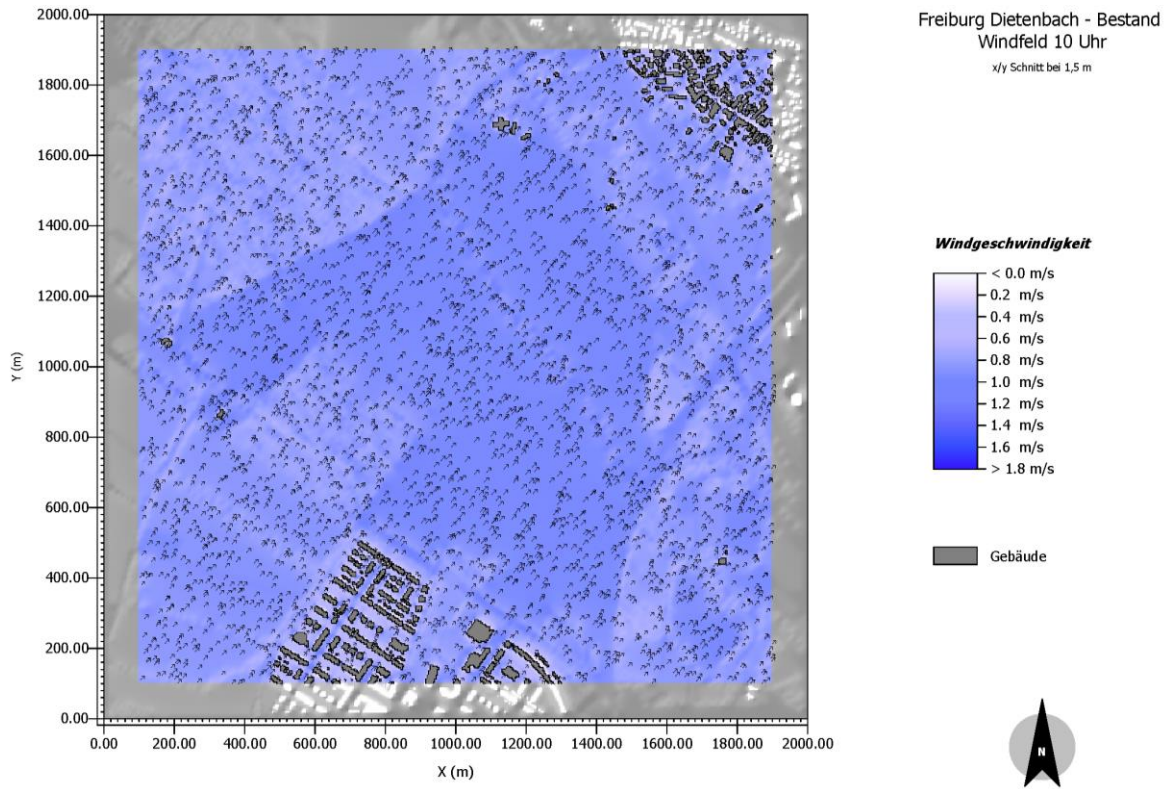 Freiburg Dietenbach - Bestand
Windfeld 10 Uhr
x/y Schnitt bei 1,5 m
2000.00
1800.00
1600.00
1400.00
1200.00
1000.00
800.00
600.00
400.00
200.00
0.00
Y (m)
0.00 200.00 400.00 600.00 800.00 1000.00 1200.00 1400.00 1600.00 1800.00 2000.00
X (m)
Windgeschwindigkeit
< 0.0 m/s
0.2 m/s
0.4 m/s
0.6 m/s
0.8 m/s
1.0 m/s
1.2 m/s
1.4 m/s
1.6 m/s
> 1.8 m/s
Gebäude
N